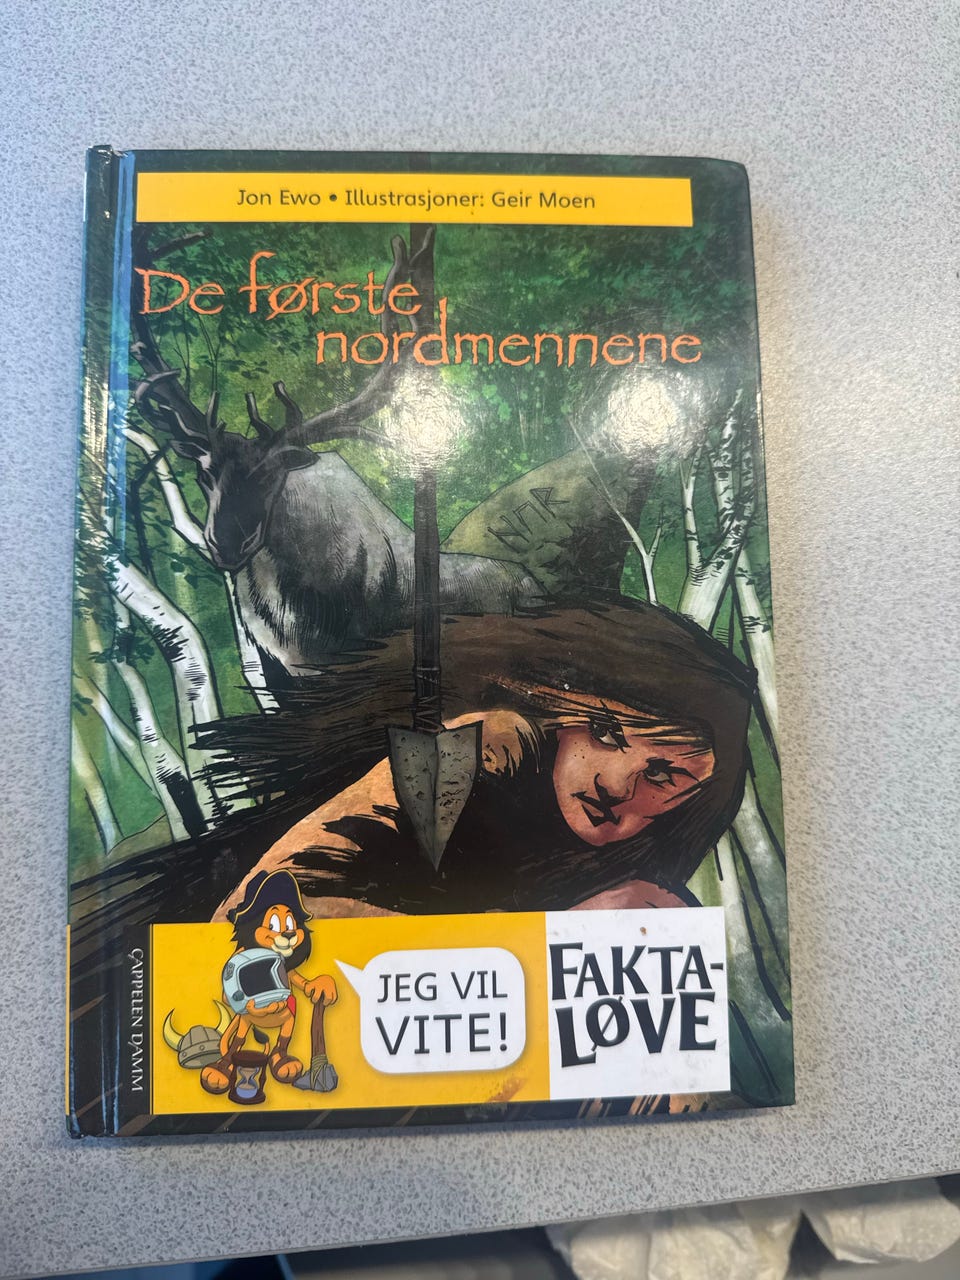 Jon Ewo • Illustrasjoner: Geir Moen
De første
nordmennene
JEG VIL
VITE!
FAKTA-
LØVE
CAPPELEN DAMM